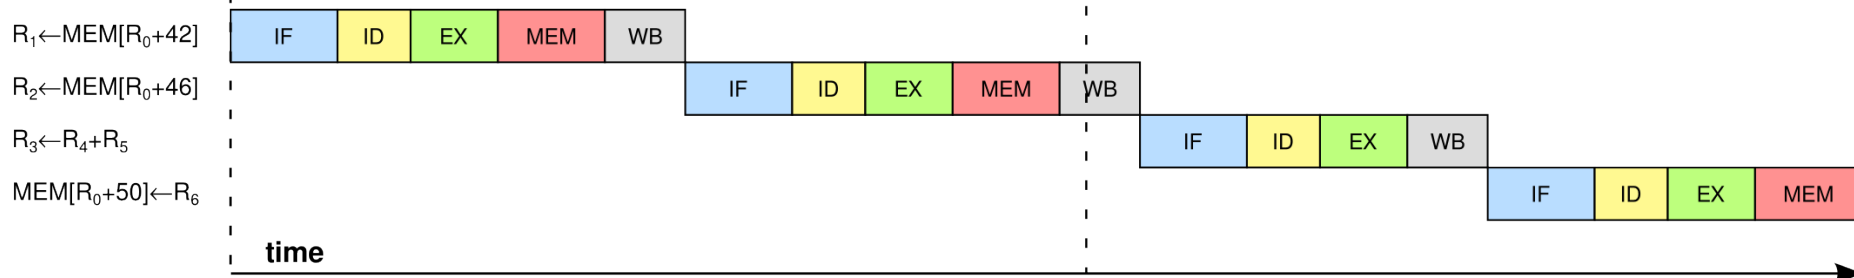 R₁←MEM[R₀+42] IF ID EX MEM WB
R₂←MEM[R₀+46] IF ID EX MEM WB
R₃←R₄+R₅ IF ID EX WB
MEM[R₀+50]←R₆ IF ID EX MEM
time